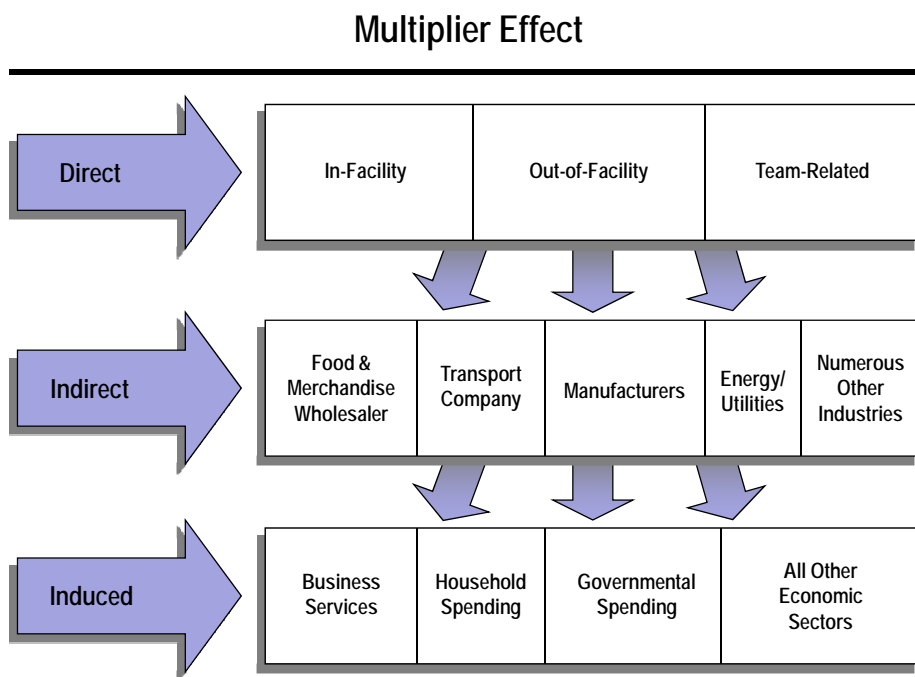 Multiplier Effect
Direct
In-Facility
Out-of-Facility
Team-Related
Indirect
Food &
Merchandise
Wholesaler
Transport
Company
Manufacturers
Energy/
Utilities
Numerous
Other
Industries
Induced
Business
Services
Household
Spending
Governmental
Spending
All Other
Economic
Sectors